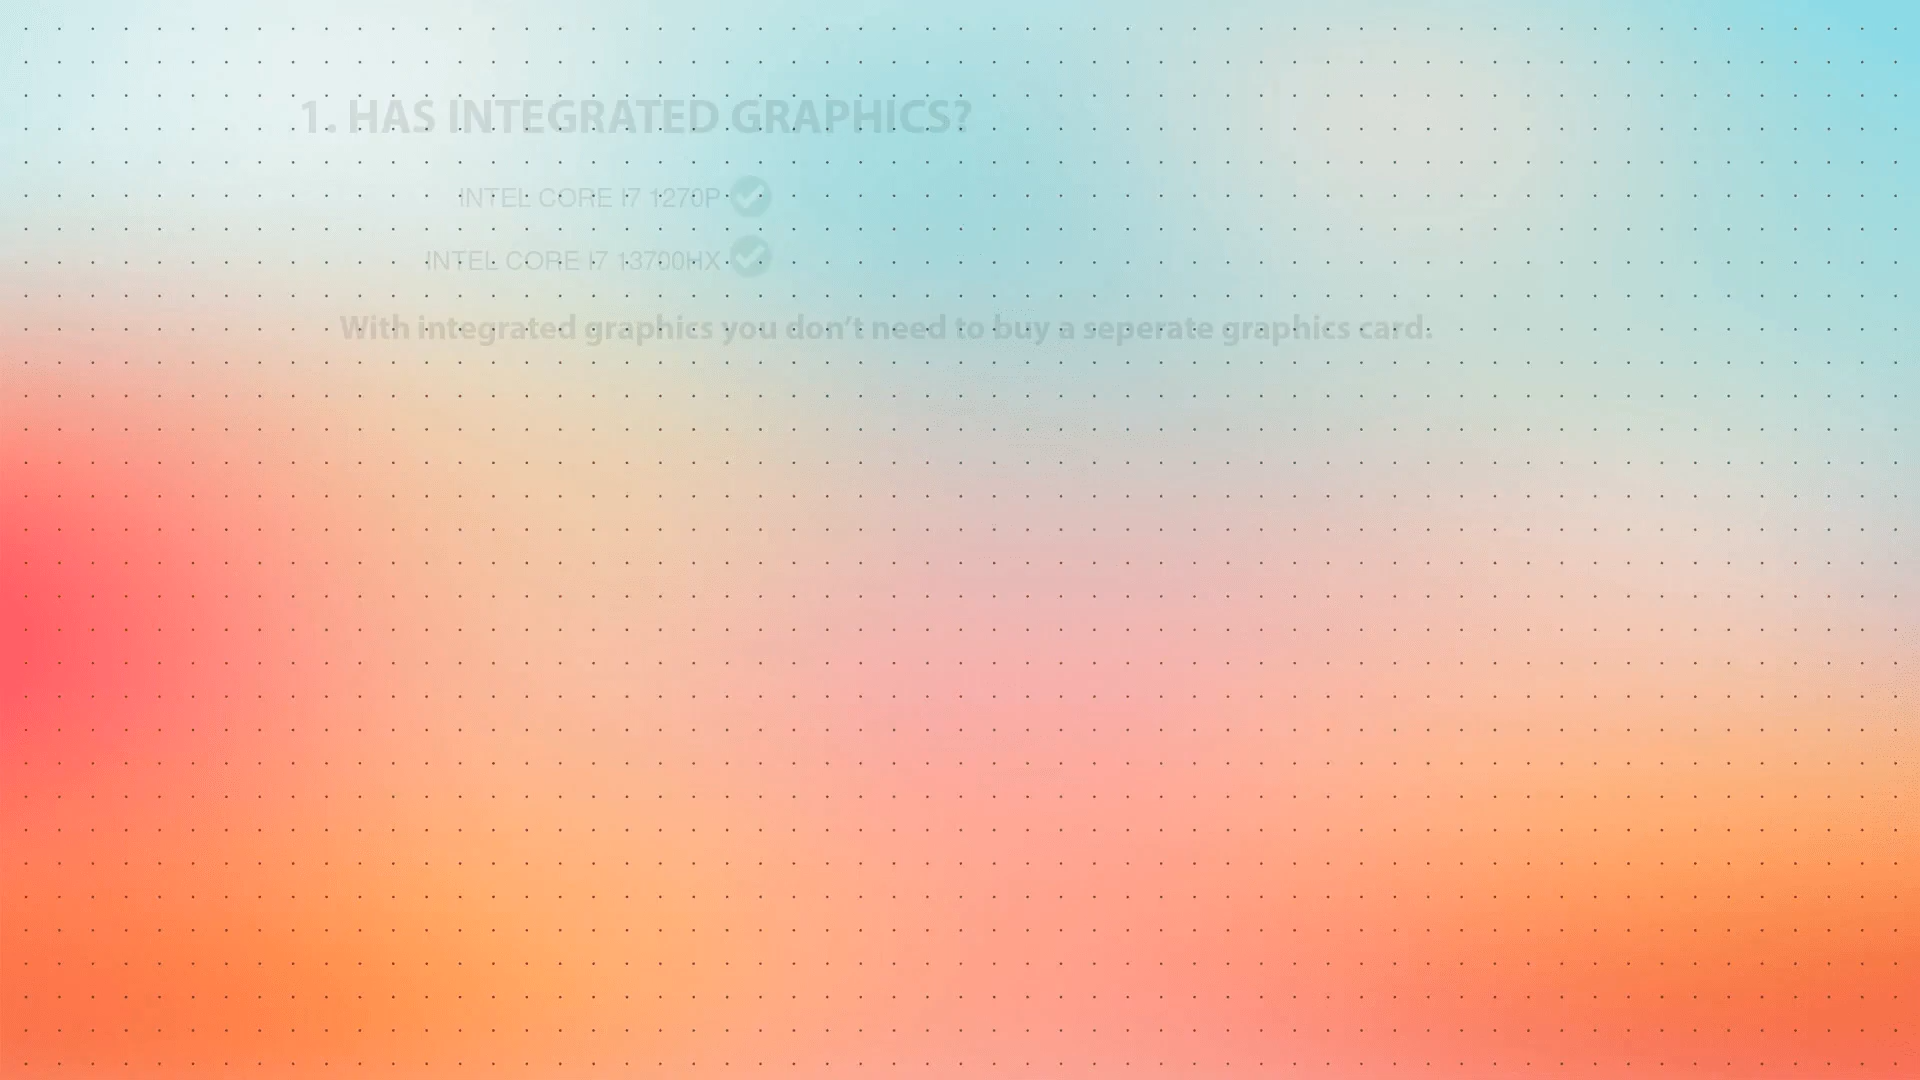 1. HAS INTEGRATED GRAPHICS?
INTEL CORE I7 1270P
INTEL CORE I7 13700HX
With integrated graphics you don't need to buy a seperate graphics card.